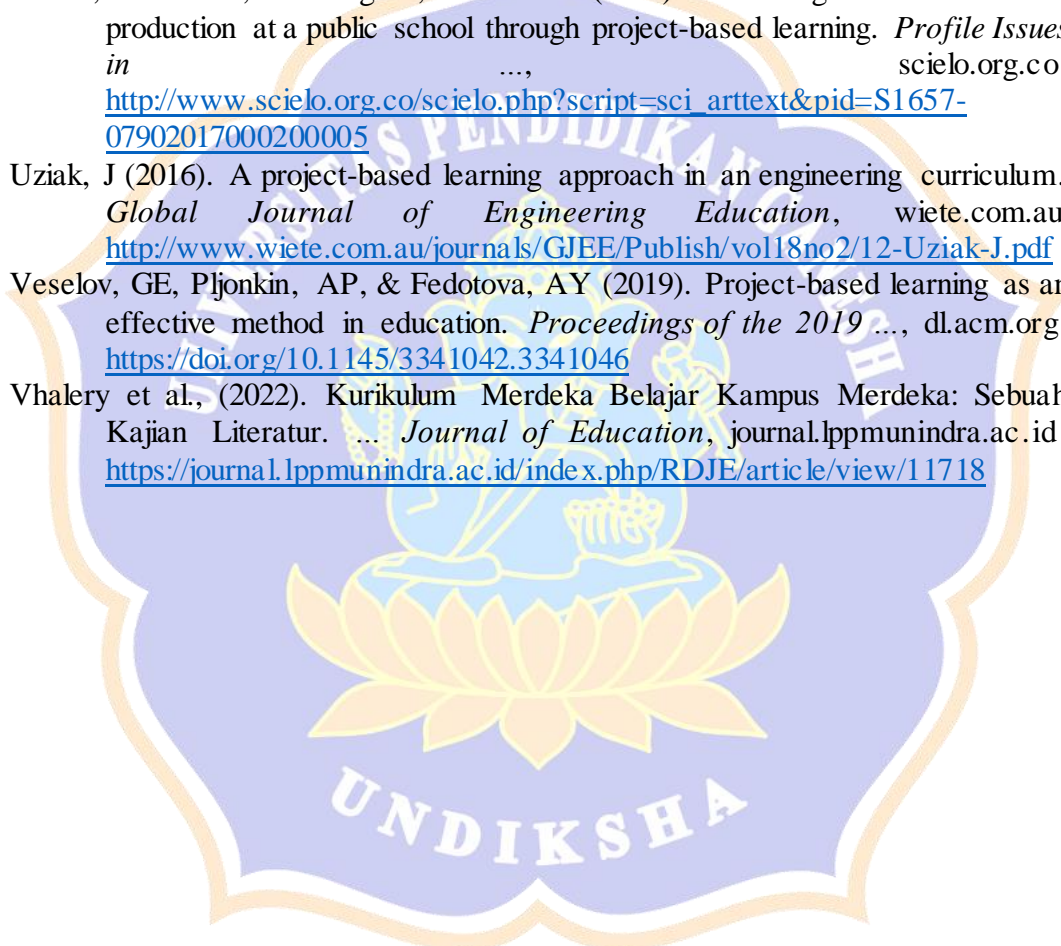 production at a public school through project-based learning. Profile Issues
in ..., scielo.org.co
http://www.scielo.org.co/scielo.php?script=sci_arttext&pid=S1657-
07902017000200005
Uziak, J (2016). A project-based learning approach in an engineering curriculum.
Global Journal of Engineering Education, wiete.com.au
http://www.wiete.com.au/journals/GJEE/Publish/vol18no2/12-Uziak-J.pdf
Veselov, GE, Pljonkin, AP, & Fedotova, AY (2019). Project-based learning as an
effective method in education. Proceedings of the 2019 ..., dl.acm.org
https://doi.org/10.1145/3341042.3341046
Vhalery et al., (2022). Kurikulum Merdeka Belajar Kampus Merdeka: Sebuah
Kajian Literatur. ... Journal of Education, journal.lppmunindra.ac.id
https://journal.lppmunindra.ac.id/index.php/RDJE/article/view/11718
UNIVERSITAS PENDIDIKAN GANESHA
UNDIKSHA